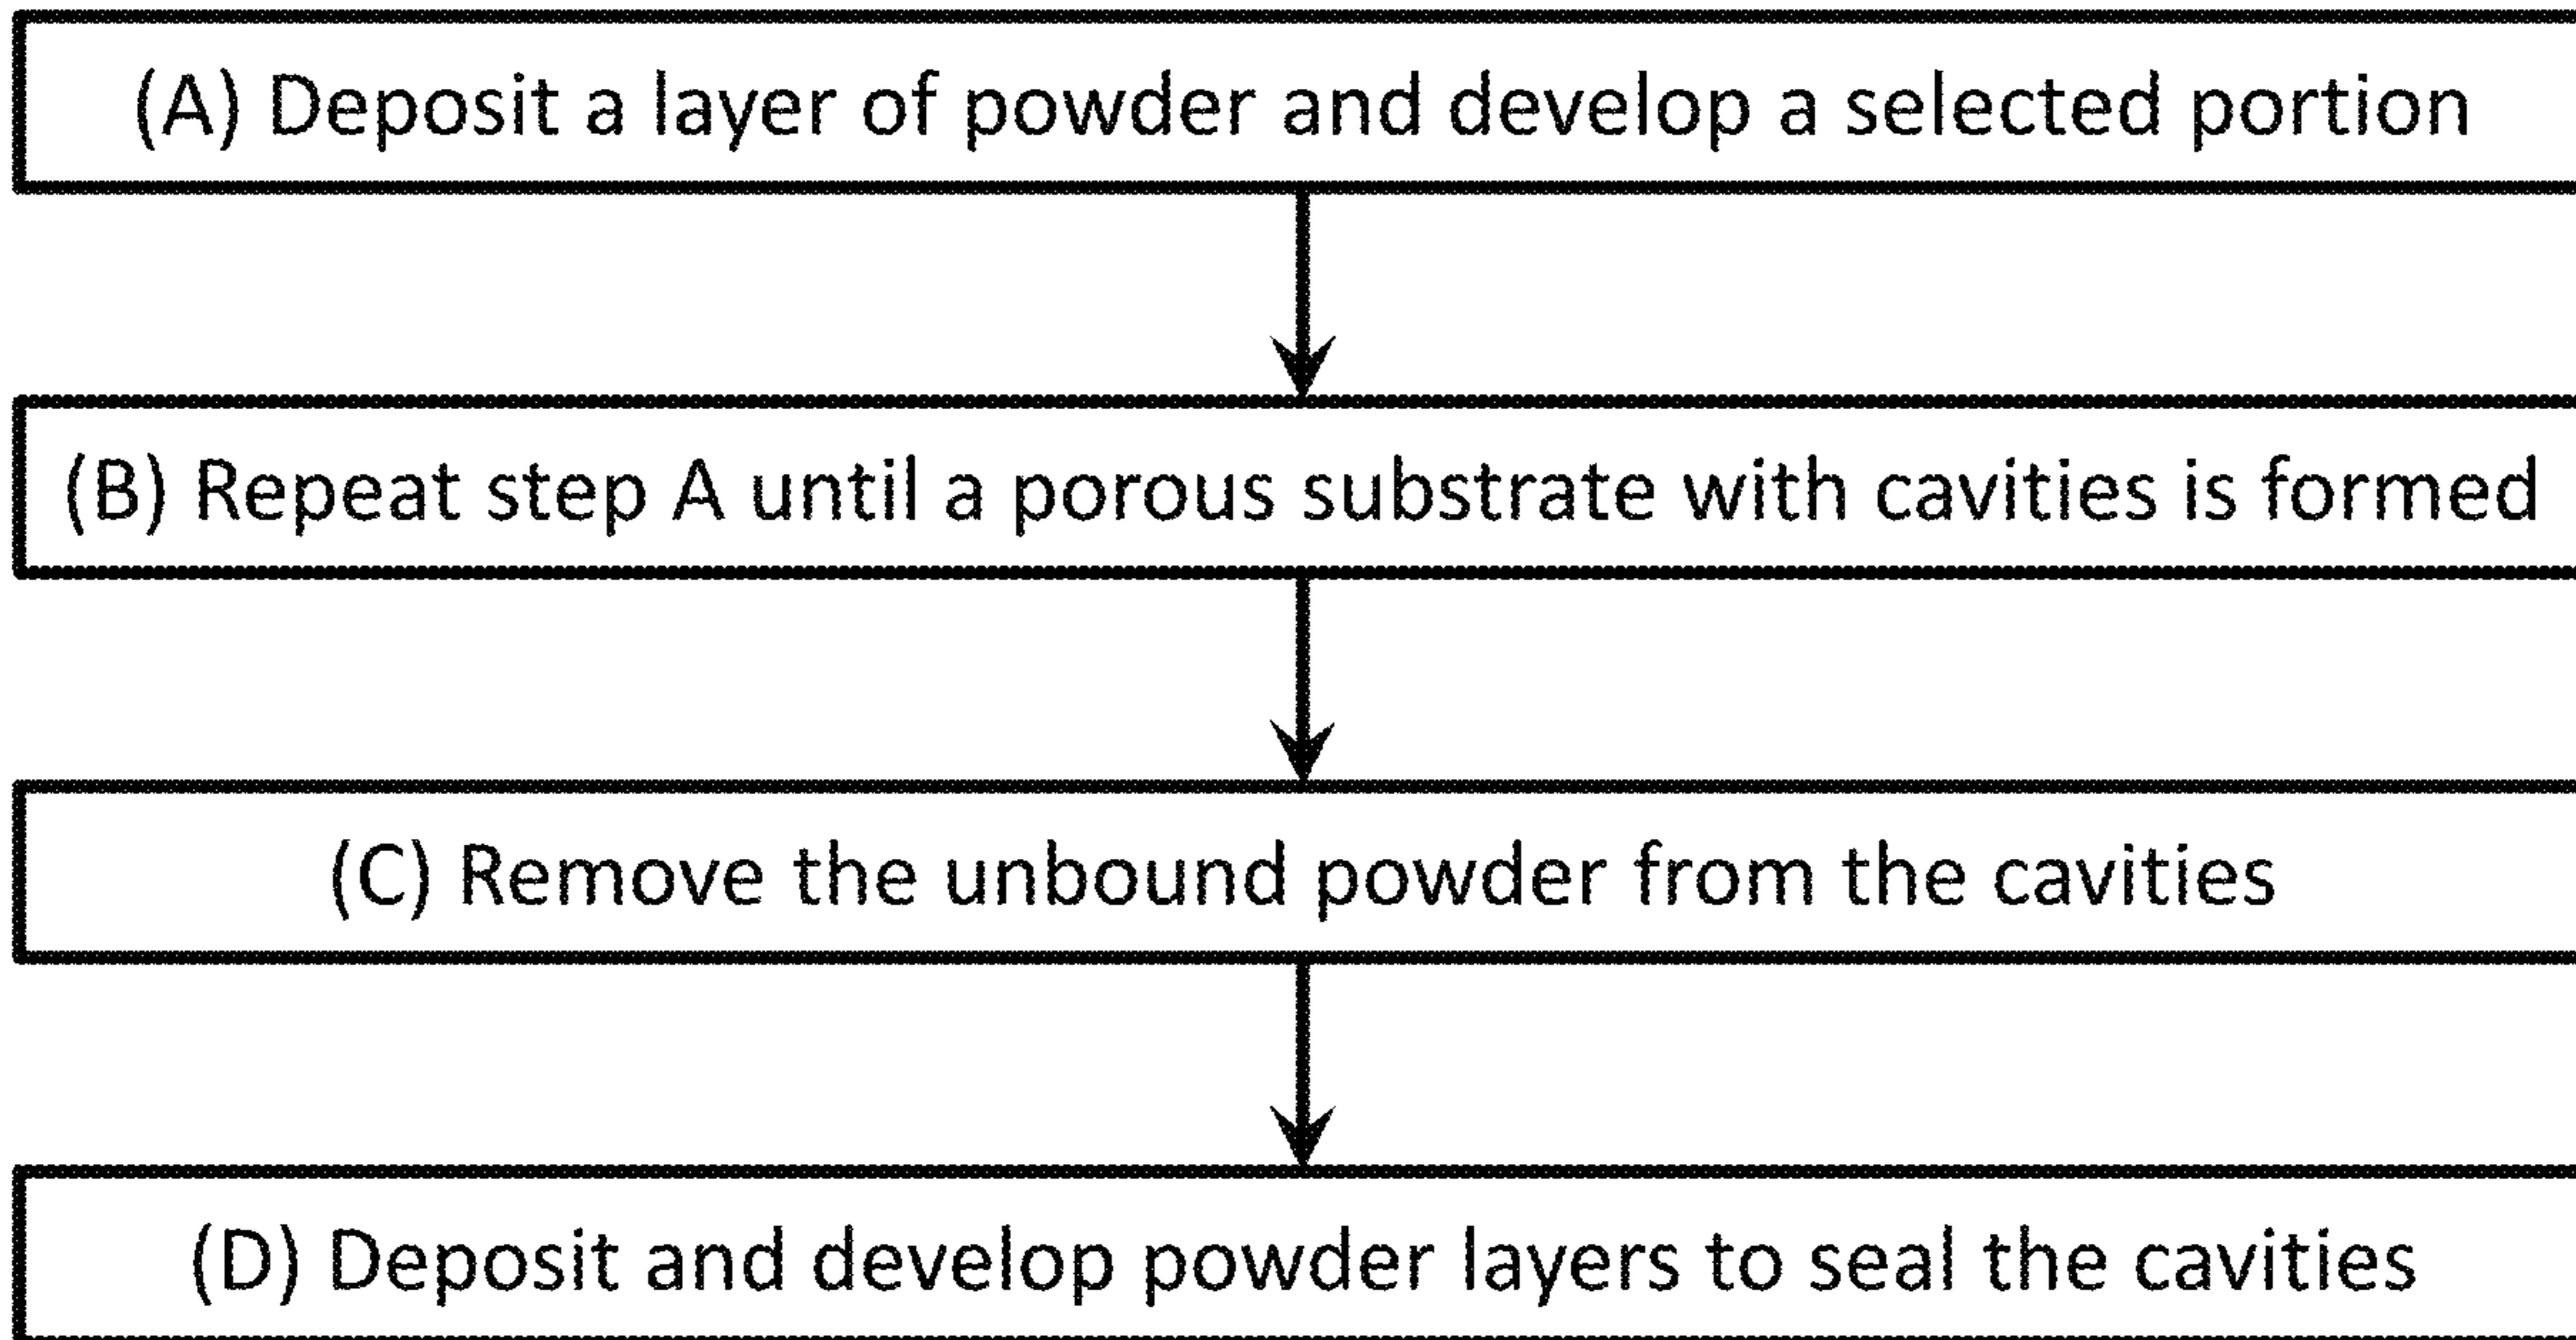 (A) Deposit a layer of powder and develop a selected portion
(B) Repeat step A until a porous substrate with cavities is formed
(C) Remove the unbound powder from the cavities
(D) Deposit and develop powder layers to seal the cavities